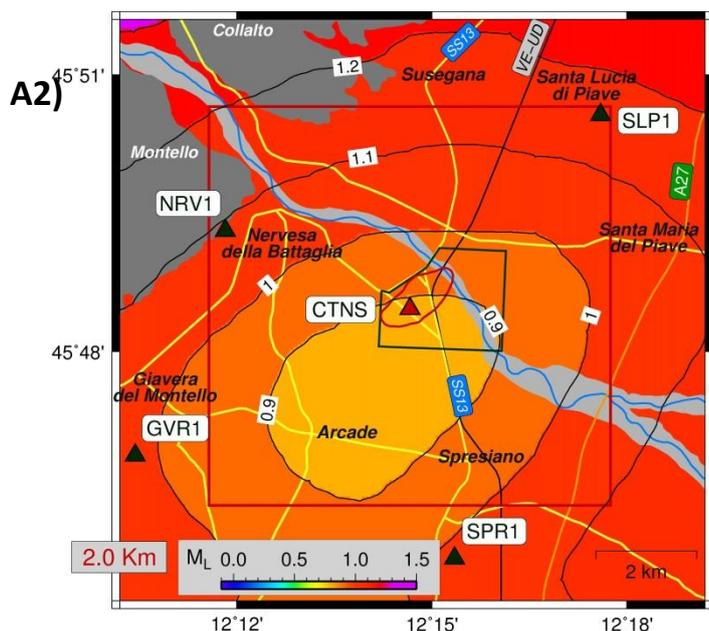 A2)
Collalto
1.2
SS13
VE-UD
45°51'
Susegana
Santa Lucia
di Piave
SLP1
Montello
1.1
A27
NRV1
Nervesa
della Battaglia
Santa Maria
del Piave
1
CTNS
0.9
1
45°48'
Giavera
del Montello
0.9
SS13
GVR1
Arcade
Spresiano
SPR1
2.0 Km
ML 0.0 0.5 1.0 1.5
2 km
12°12' 12°15' 12°18'